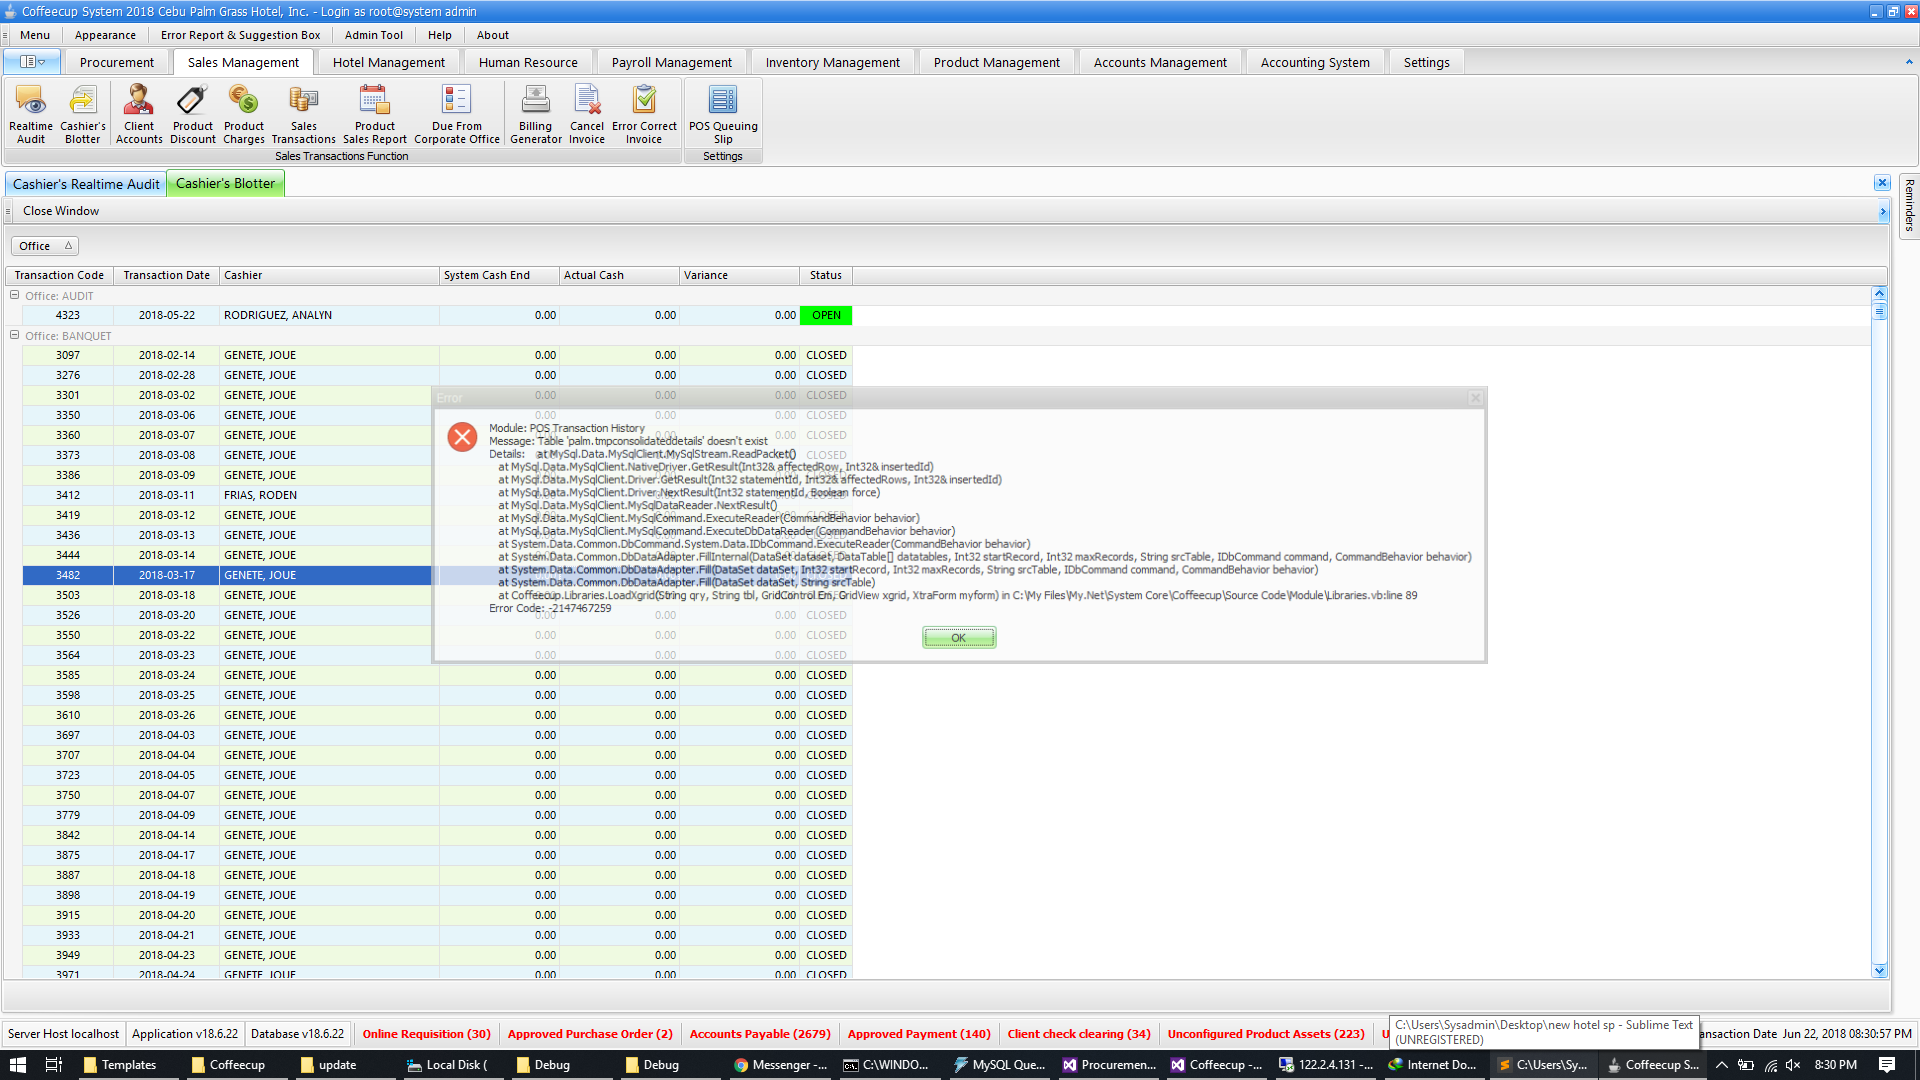 Coffeecup System 2018 Cebu Palm Grass Hotel, Inc. - Login as root@system admin
Menu Appearance Error Report & Suggestion Box Admin Tool Help About
Procurement Sales Management Hotel Management Human Resource Payroll Management Inventory Management Product Management Accounts Management Accounting System Settings
Realtime Audit Cashier's Blotter Client Accounts Product Discount Product Charges Sales Transactions Product Sales Report Due From Corporate Office Billing Generator Cancel Invoice Error Correct Invoice POS Queuing Slip
Sales Transactions Function Settings
Cashier's Realtime Audit Cashier's Blotter
Reminders
Close Window
Office
Transaction Code Transaction Date Cashier System Cash End Actual Cash Variance Status
Office: AUDIT
4323 2018-05-22 RODRIGUEZ, ANALYN 0.00 0.00 0.00 OPEN
Office: BANQUET
3097 2018-02-14 GENETE, JOUE 0.00 0.00 0.00 CLOSED
3276 2018-02-28 GENETE, JOUE 0.00 0.00 0.00 CLOSED
3301 2018-03-02 GENETE, JOUE 0.00 0.00 0.00 CLOSED
3350 2018-03-06 GENETE, JOUE 0.00 0.00 0.00 CLOSED
3360 2018-03-07 GENETE, JOUE 0.00 CLOSED
3373 2018-03-08 GENETE, JOUE CLOSED
3386 2018-03-09 GENETE, JOUE
3412 2018-03-11 FRIAS, RODEN
3419 2018-03-12 GENETE, JOUE
3436 2018-03-13 GENETE, JOUE
3444 2018-03-14 GENETE, JOUE
3482 2018-03-17 GENETE, JOUE
3503 2018-03-18 GENETE, JOUE
3526 2018-03-20 GENETE, JOUE 0.00 0.00 0.00 CLOSED
3550 2018-03-22 GENETE, JOUE 0.00 0.00 0.00 CLOSED
3564 2018-03-23 GENETE, JOUE 0.00 0.00 0.00 CLOSED
3585 2018-03-24 GENETE, JOUE 0.00 0.00 0.00 CLOSED
3598 2018-03-25 GENETE, JOUE 0.00 0.00 0.00 CLOSED
3610 2018-03-26 GENETE, JOUE 0.00 0.00 0.00 CLOSED
3697 2018-04-03 GENETE, JOUE 0.00 0.00 0.00 CLOSED
3707 2018-04-04 GENETE, JOUE 0.00 0.00 0.00 CLOSED
3723 2018-04-05 GENETE, JOUE 0.00 0.00 0.00 CLOSED
3750 2018-04-07 GENETE, JOUE 0.00 0.00 0.00 CLOSED
3779 2018-04-09 GENETE, JOUE 0.00 0.00 0.00 CLOSED
3842 2018-04-14 GENETE, JOUE 0.00 0.00 0.00 CLOSED
3875 2018-04-17 GENETE, JOUE 0.00 0.00 0.00 CLOSED
3887 2018-04-18 GENETE, JOUE 0.00 0.00 0.00 CLOSED
3898 2018-04-19 GENETE, JOUE 0.00 0.00 0.00 CLOSED
3915 2018-04-20 GENETE, JOUE 0.00 0.00 0.00 CLOSED
3933 2018-04-21 GENETE, JOUE 0.00 0.00 0.00 CLOSED
3949 2018-04-23 GENETE, JOUE 0.00 0.00 0.00 CLOSED
3971 2018-04-24 GENETE, JOUE 0.00 0.00 0.00 CLOSED
Error
Module: POS Transaction History
Message: Table 'palm.tmpconsolidateddetails' doesn't exist
Details: at MySql.Data.MySqlClient.MySqlStream.ReadPacket()
at MySql.Data.MySqlClient.NativeDriver.GetResult(Int32& affectedRow, Int32& insertedId)
at MySql.Data.MySqlClient.Driver.GetResult(Int32 statementId, Int32& affectedRows, Int32& insertedId)
at MySql.Data.MySqlClient.Driver.NextResult(Int32 statementId, Boolean force)
at MySql.Data.MySqlClient.MySqlDataReader.NextResult()
at MySql.Data.MySqlClient.MySqlCommand.ExecuteReader(CommandBehavior behavior)
at MySql.Data.MySqlClient.MySqlCommand.ExecuteDbDataReader(CommandBehavior behavior)
at System.Data.Common.DbCommand.System.Data.IDbCommand.ExecuteReader(CommandBehavior behavior)
at System.Data.Common.DbDataAdapter.FillInternal(DataSet dataset, DataTable[] datatables, Int32 startRecord, Int32 maxRecords, String srcTable, IDbCommand command, CommandBehavior behavior)
at System.Data.Common.DbDataAdapter.Fill(DataSet dataSet, Int32 startRecord, Int32 maxRecords, String srcTable, IDbCommand command, CommandBehavior behavior)
at System.Data.Common.DbDataAdapter.Fill(DataSet dataSet, String srcTable)
at Coffeecup.Libraries.LoadXgrid(String qry, String tbl, GridControl Em, GridView xgrid, XtraForm myform) in C:\My Files\My.Net\System Core\Coffeecup\Source Code\Module\Libraries.vb:line 89
Error Code: -2147467259
OK
Server Host localhost Application v18.6.22 Database v18.6.22 Online Requisition (30) Approved Purchase Order (2) Accounts Payable (2679) Approved Payment (140) Client check clearing (34) Unconfigured Product Assets (223) ansaction Date Jun 22, 2018 08:30:57 PM
C:\Users\Sysadmin\Desktop\new hotel sp - Sublime Text
(UNREGISTERED)
Templates Coffeecup update Local Disk ( Debug Debug Messenger -... C:\WINDO... MySQL Que... Procuremen... Coffeecup -... 122.2.4.131 -... Internet Do... C:\Users\Sy... Coffeecup S... 8:30 PM